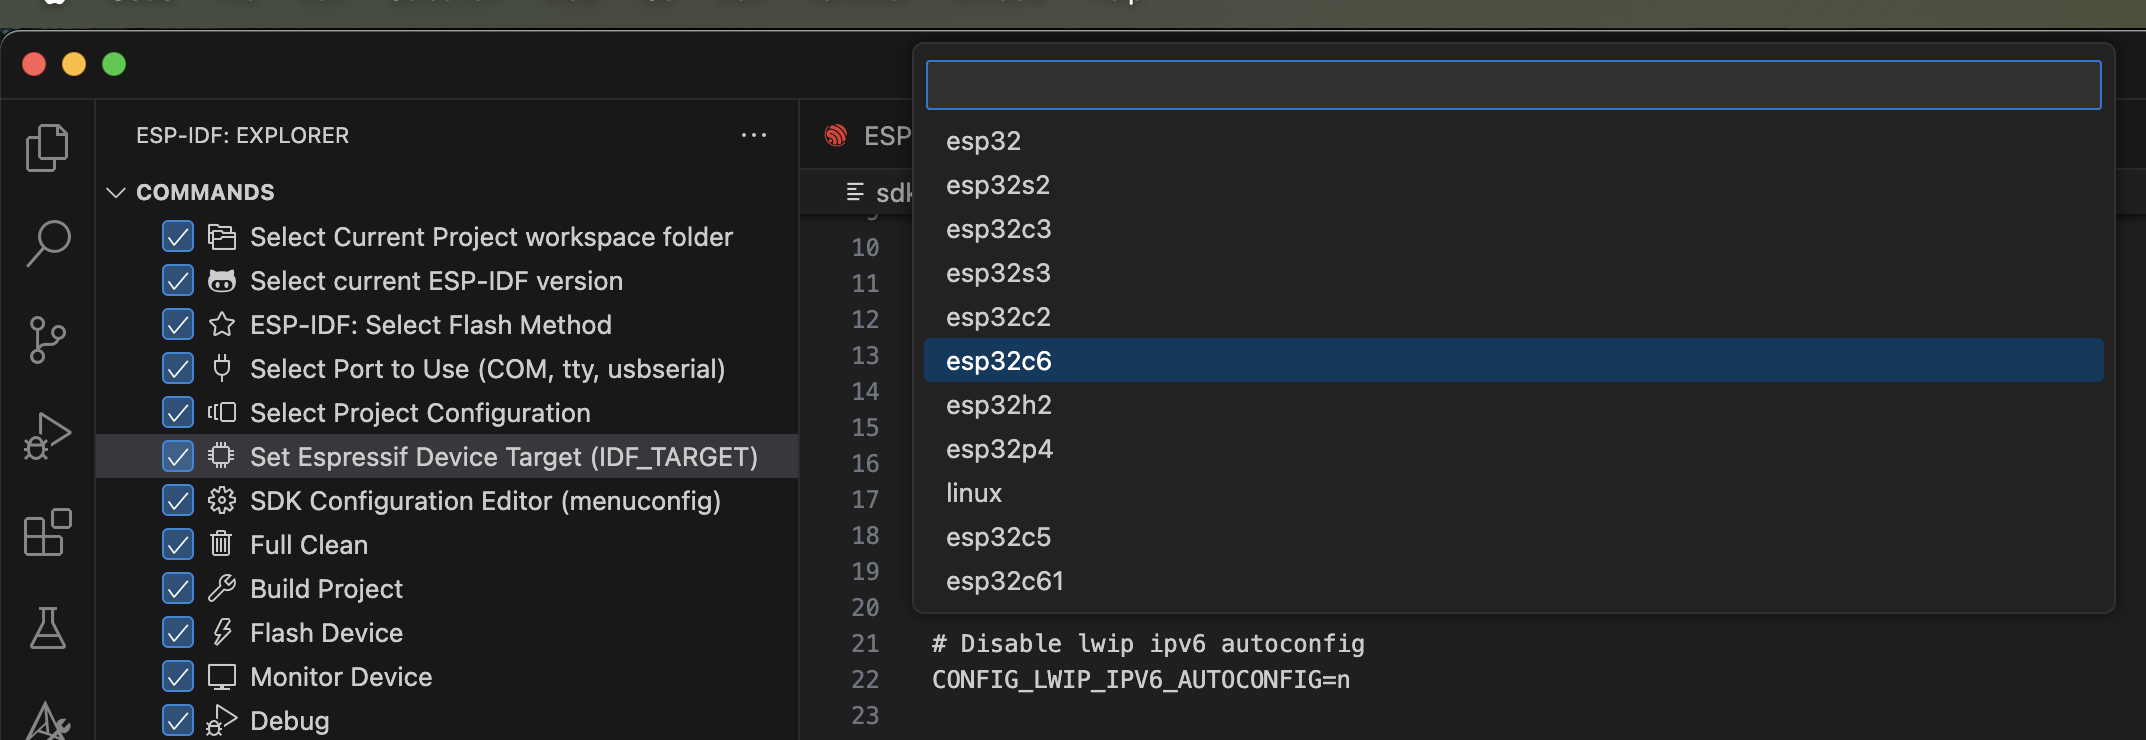 ESP-IDF: EXPLORER
COMMANDS
Select Current Project workspace folder
Select current ESP-IDF version
ESP-IDF: Select Flash Method
Select Port to Use (COM, tty, usbserial)
Select Project Configuration
Set Espressif Device Target (IDF_TARGET)
SDK Configuration Editor (menuconfig)
Full Clean
Build Project
Flash Device
Monitor Device
Debug
ESP
sdk
10
11
12
13
14
15
16
17
18
19
20
21 # Disable lwip ipv6 autoconfig
22 CONFIG_LWIP_IPV6_AUTOCONFIG=n
23
esp32
esp32s2
esp32c3
esp32s3
esp32c2
esp32c6
esp32h2
esp32p4
linux
esp32c5
esp32c61